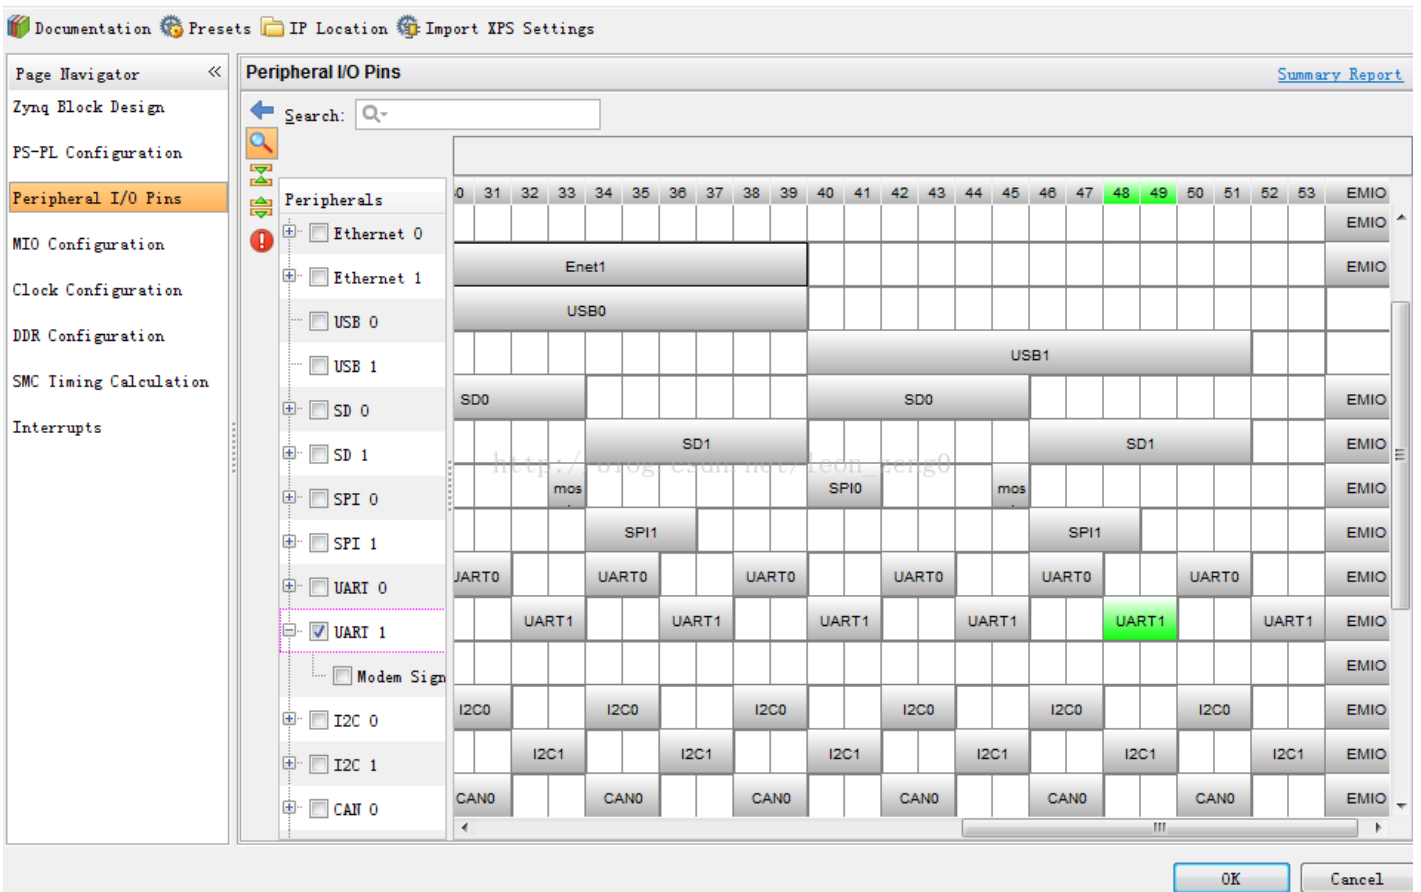 Documentation Presets IP Location Import XPS Settings
Page Navigator «
Zynq Block Design
PS-PL Configuration
Peripheral I/O Pins
MIO Configuration
Clock Configuration
DDR Configuration
SMC Timing Calculation
Interrupts
Peripheral I/O Pins
Summary Report
Search:
Peripherals 31 32 33 34 35 36 37 38 39 40 41 42 43 44 45 46 47 48 49 50 51 52 53 EMIO
Ethernet 0 EMIO
Ethernet 1 Enet1 EMIO
USB 0 USB0
USB 1 USB1
SD 0 SD0 SD0 EMIO
SD 1 SD1 SD1 EMIO
http://blog.csdn.net/leon_zeng0
SPI 0 mos SPI0 mos EMIO
SPI 1 SPI1 SPI1 EMIO
UART 0 UART0 UART0 UART0 UART0 UART0 UART0 EMIO
UART 1 UART1 UART1 UART1 UART1 UART1 UART1 EMIO
Modem Sign EMIO
I2C 0 I2C0 I2C0 I2C0 I2C0 I2C0 I2C0 EMIO
I2C 1 I2C1 I2C1 I2C1 I2C1 I2C1 I2C1 EMIO
CAN 0 CAN0 CAN0 CAN0 CAN0 CAN0 CAN0 EMIO
OK Cancel